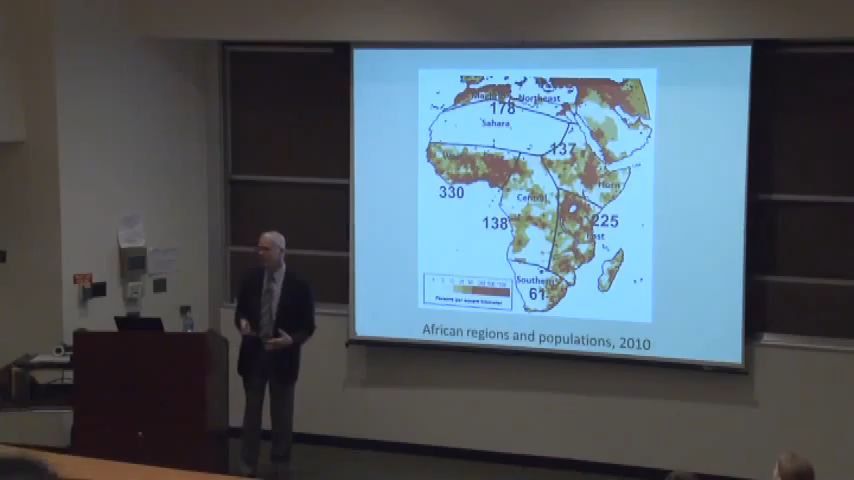 Northeast
178
Sahara
137
Horn
330
Central
138
225
East
Southern
61
Persons per square kilometer
African regions and populations, 2010